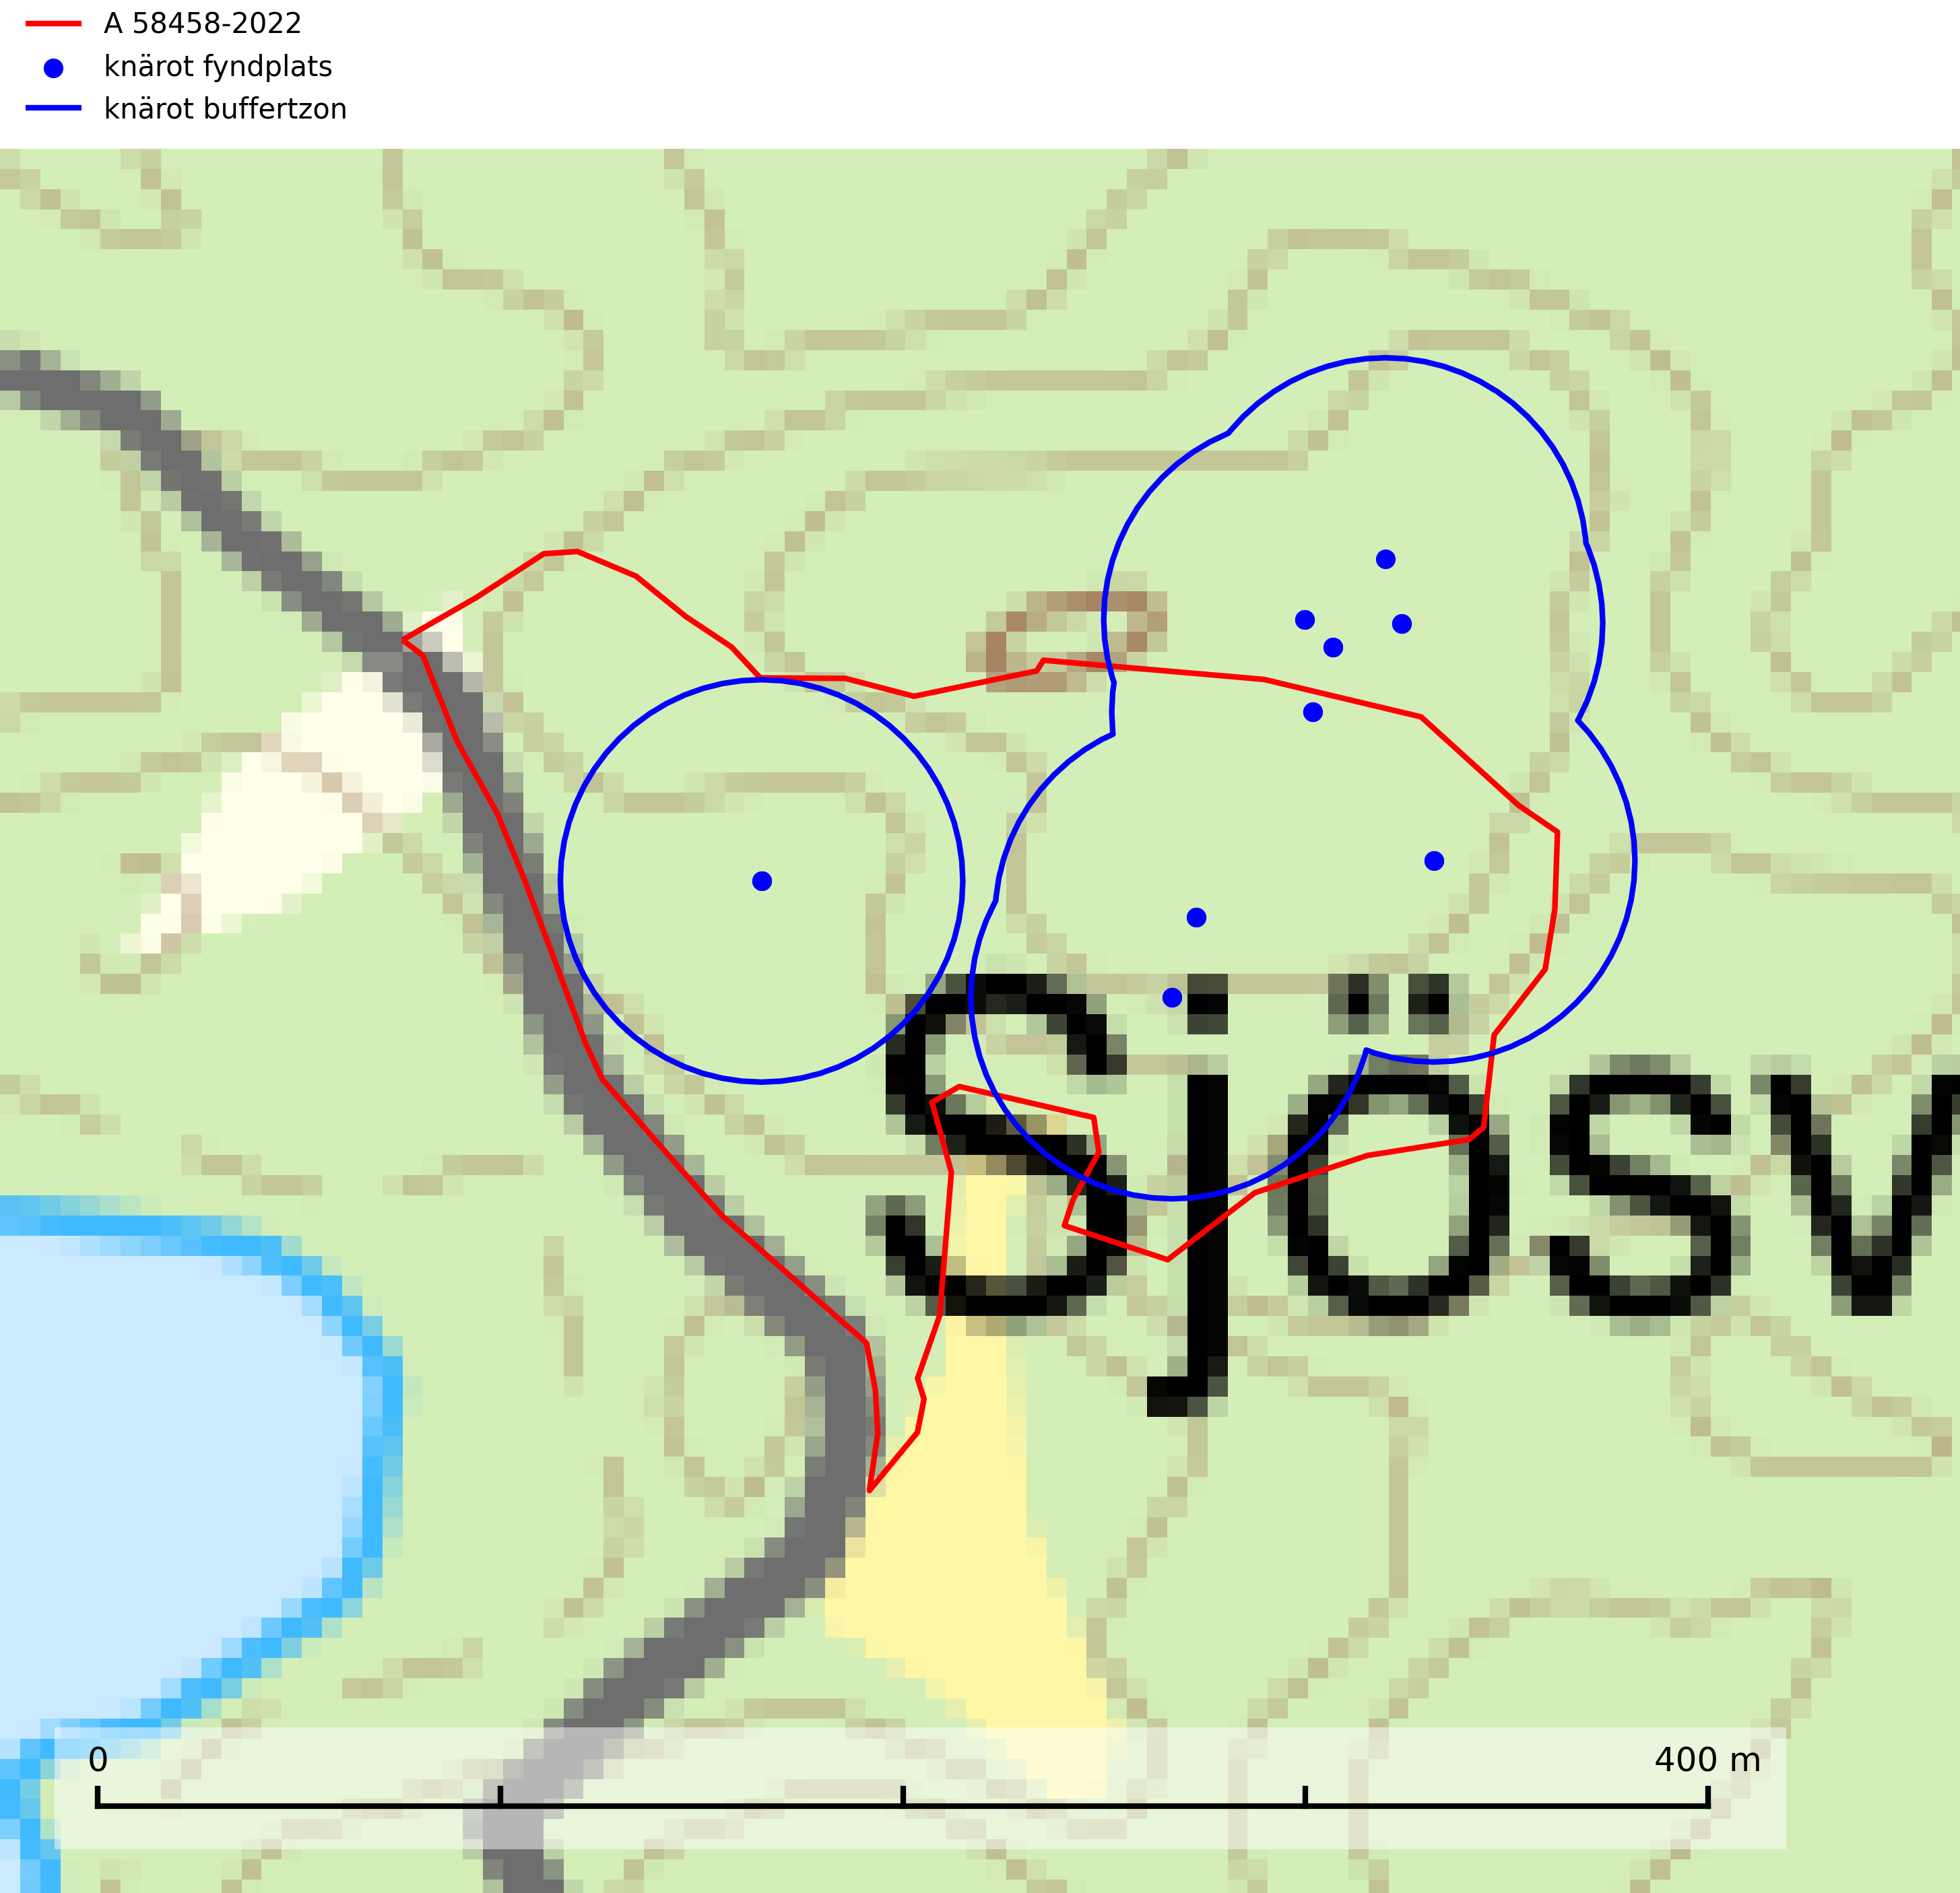 A 58458-2022
knärot fyndplats
knärot buffertzon
Sjösv
0 400 m